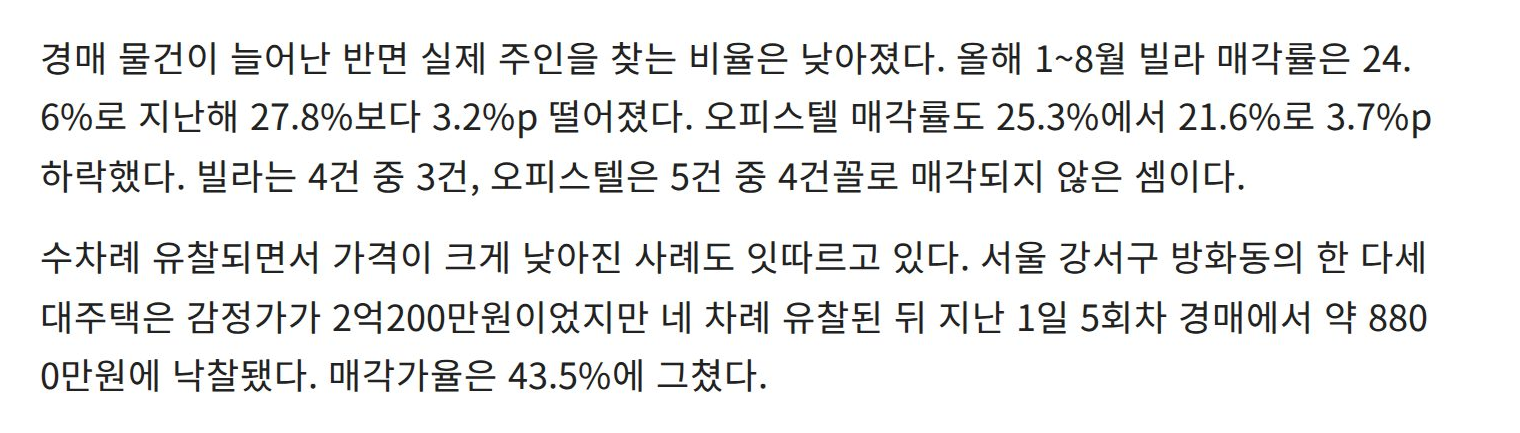 경매 물건이 늘어난 반면 실제 주인을 찾는 비율은 낮아졌다. 올해 1~8월 빌라 매각률은 24.
6%로 지난해 27.8%보다 3.2%p 떨어졌다. 오피스텔 매각률도 25.3%에서 21.6%로 3.7%p
하락했다. 빌라는 4건 중 3건, 오피스텔은 5건 중 4건꼴로 매각되지 않은 셈이다.
수차례 유찰되면서 가격이 크게 낮아진 사례도 잇따르고 있다. 서울 강서구 방화동의 한 다세
대주택은 감정가가 2억200만원이었지만 네 차례 유찰된 뒤 지난 1일 5회차 경매에서 약 880
0만원에 낙찰됐다. 매각가율은 43.5%에 그쳤다.